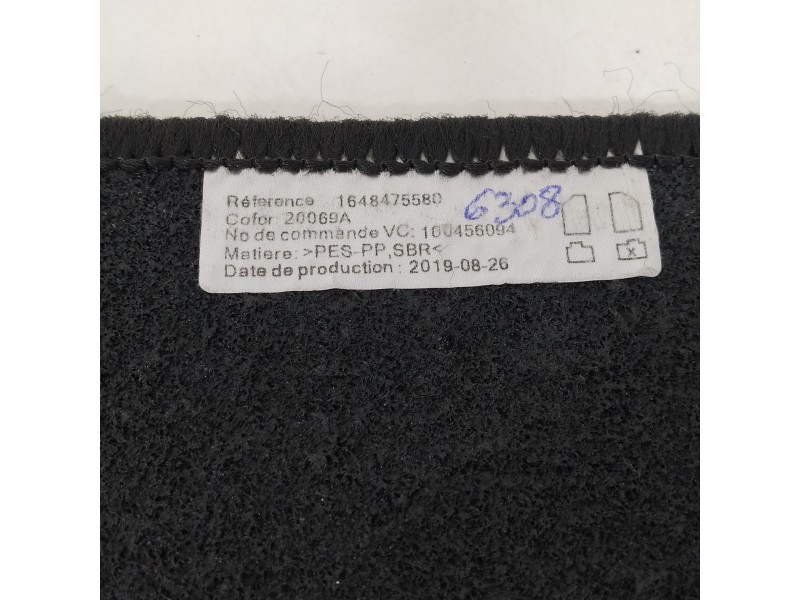 Réference 1648475580 6308
Cofor 20069A
No de commande VC: 100456094
Matiere: >PES-PP,SBR<
Date de production : 2019-08-26
x